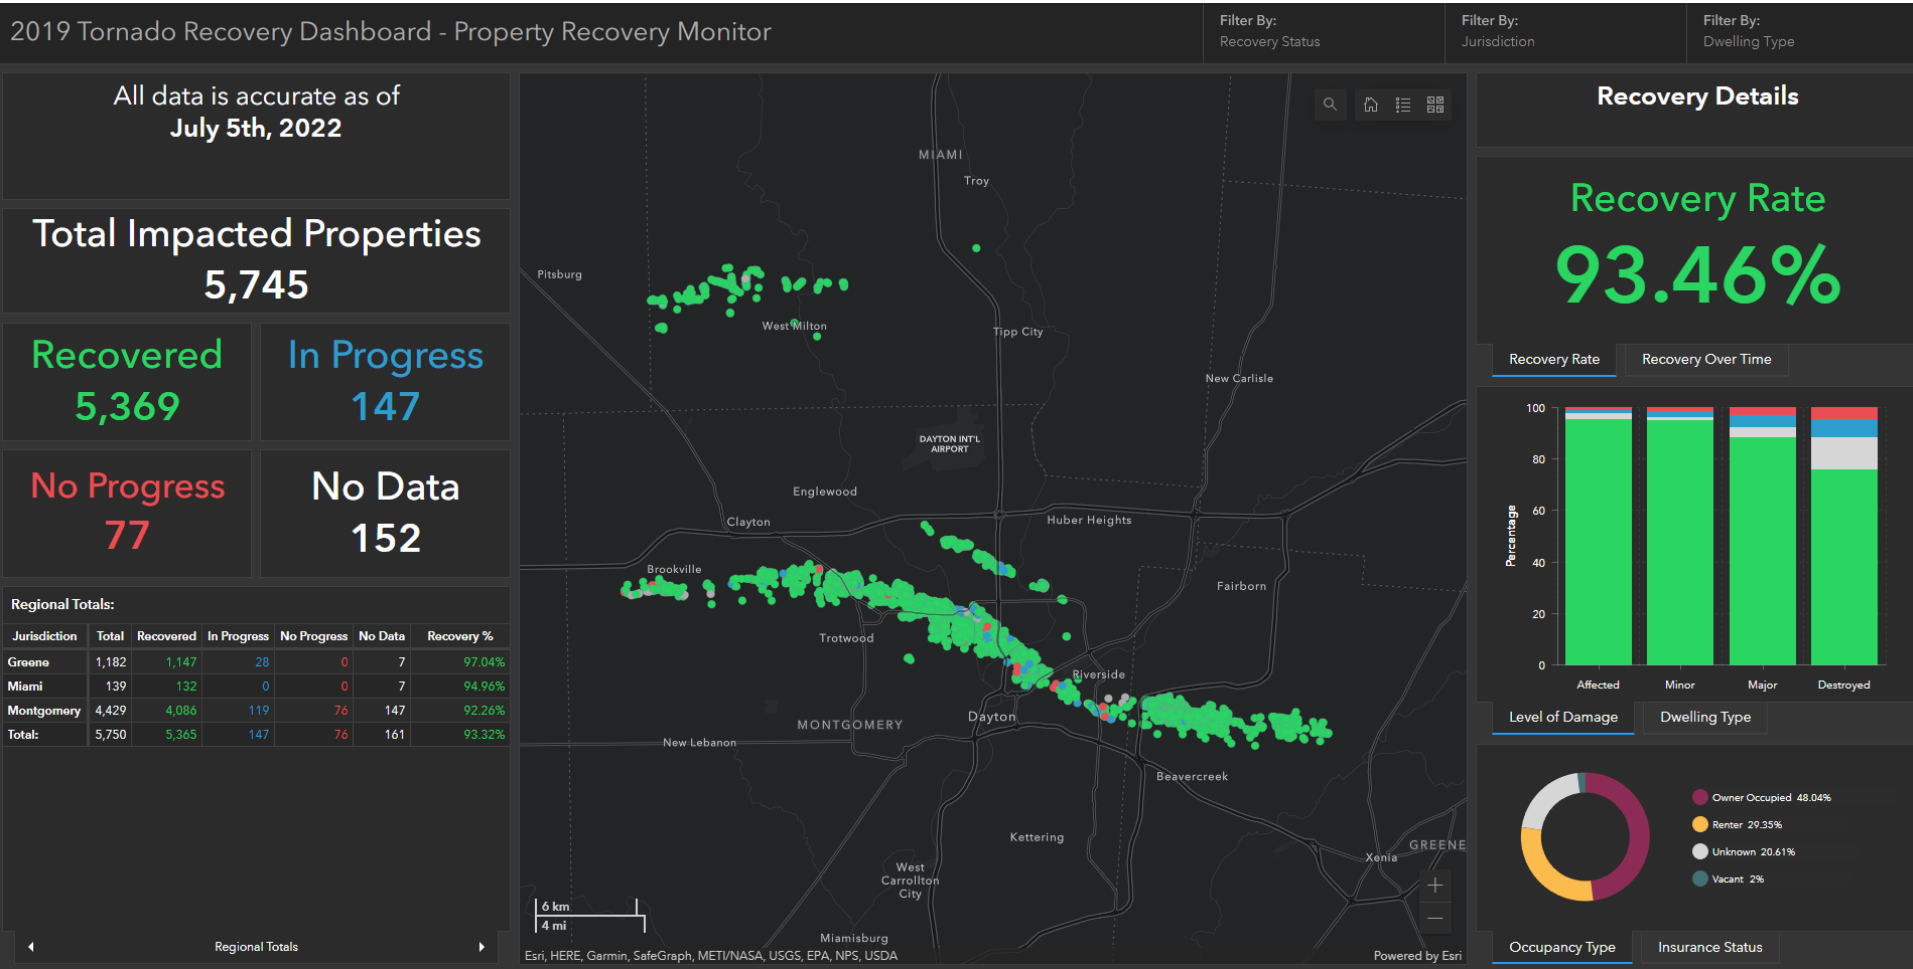 2019 Tornado Recovery Dashboard - Property Recovery Monitor
Filter By:
Recovery Status
Filter By:
Jurisdiction
Filter By:
Dwelling Type
All data is accurate as of
July 5th, 2022
Total Impacted Properties
5,745
Recovered
5,369
In Progress
147
No Progress
77
No Data
152
Regional Totals:
Jurisdiction Total Recovered In Progress No Progress No Data Recovery %
Greene 1,182 1,147 28 0 7 97.04%
Miami 139 132 0 0 7 94.96%
Montgomery 4,429 4,086 119 76 147 92.26%
Total: 5,750 5,365 147 76 161 93.32%
Regional Totals
MIAMI
Troy
Pitsburg
West Milton
Tipp City
New Carlisle
DAYTON INT'L
AIRPORT
Englewood
Clayton
Huber Heights
Brookville
Fairborn
Trotwood
Riverside
Dayton
MONTGOMERY
New Lebanon
Beavercreek
Kettering
GREENE
Xenia
West
Carrollton
City
Miamisburg
6 km
4 mi
Esri, HERE, Garmin, SafeGraph, METI/NASA, USGS, EPA, NPS, USDA
Powered by Esri
Recovery Details
Recovery Rate
93.46%
Recovery Rate
Recovery Over Time
Percentage
100
80
60
40
20
0
Affected
Minor
Major
Destroyed
Level of Damage
Dwelling Type
Owner Occupied 48.04%
Renter 29.35%
Unknown 20.61%
Vacant 2%
Occupancy Type
Insurance Status